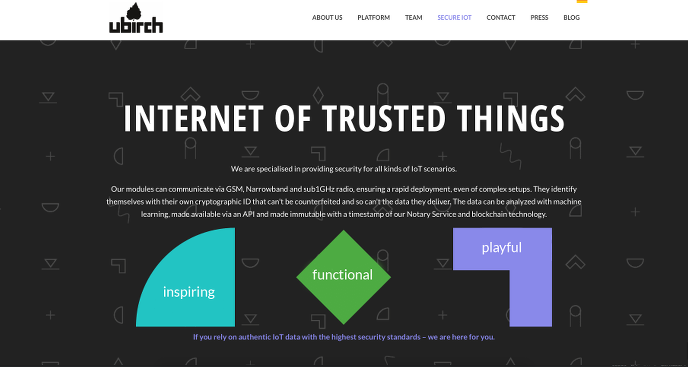 ubirch
ABOUT US PLATFORM TEAM SECURE IOT CONTACT PRESS BLOG
INTERNET OF TRUSTED THINGS
We are specialised in providing security for all kinds of IoT scenarios.
Our modules can communicate via GSM, Narrowband and sub1GHz radio, ensuring a rapid deployment, even of complex setups. They identify
themselves with their own cryptographic ID that can't be counterfeited and so can't the data they deliver. The data can be analyzed with machine
learning, made available via an API and made immutable with a timestamp of our Notary Service and blockchain technology.
inspiring
functional
playful
If you rely on authentic IoT data with the highest security standards – we are here for you.